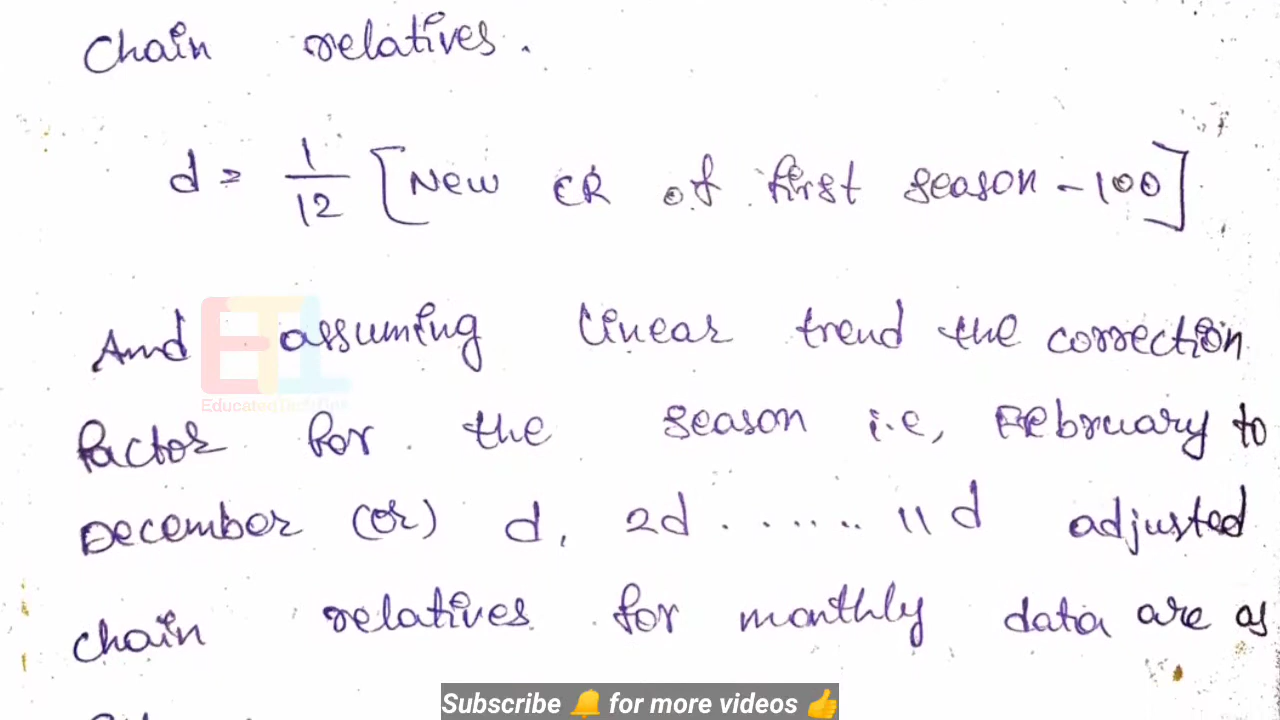 Chain relatives.
d = 1/12 [New CR of first season - 100]
And assuming linear trend the correction
factor for the season i.e, February to
December (or) d, 2d ....... 11d adjusted
chain relatives for monthly data are as
EducatedTech
Subscribe 🔔 for more videos 👍